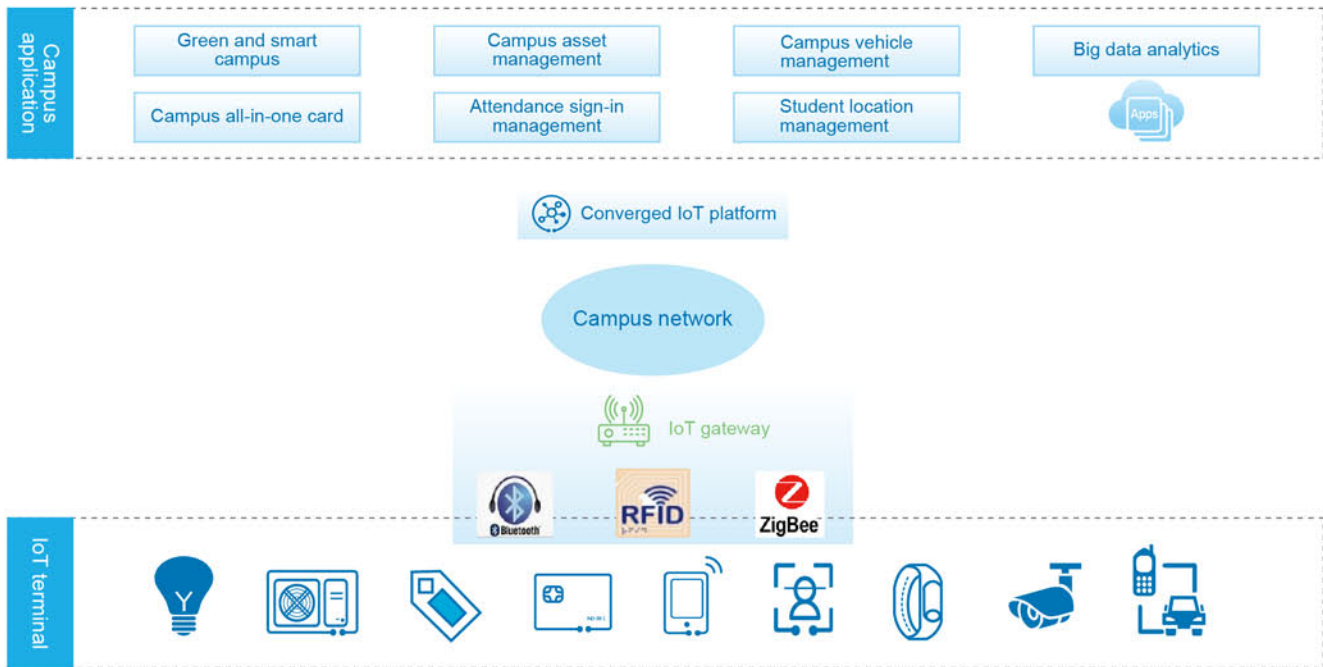 Campus
application
Green and smart
campus
Campus asset
management
Campus vehicle
management
Big data analytics
Campus all-in-one card
Attendance sign-in
management
Student location
management
Apps
Converged IoT platform
Campus network
IoT gateway
Bluetooth
RFID
ZigBee
IoT terminal